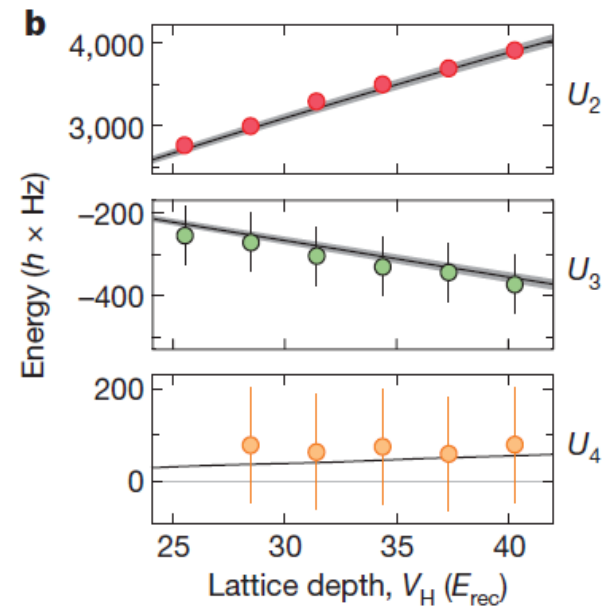 b
4,000
3,000
U2
Energy (h × Hz)
−200
−400
U3
200
0
U4
25 30 35 40
Lattice depth, VH (Erec)